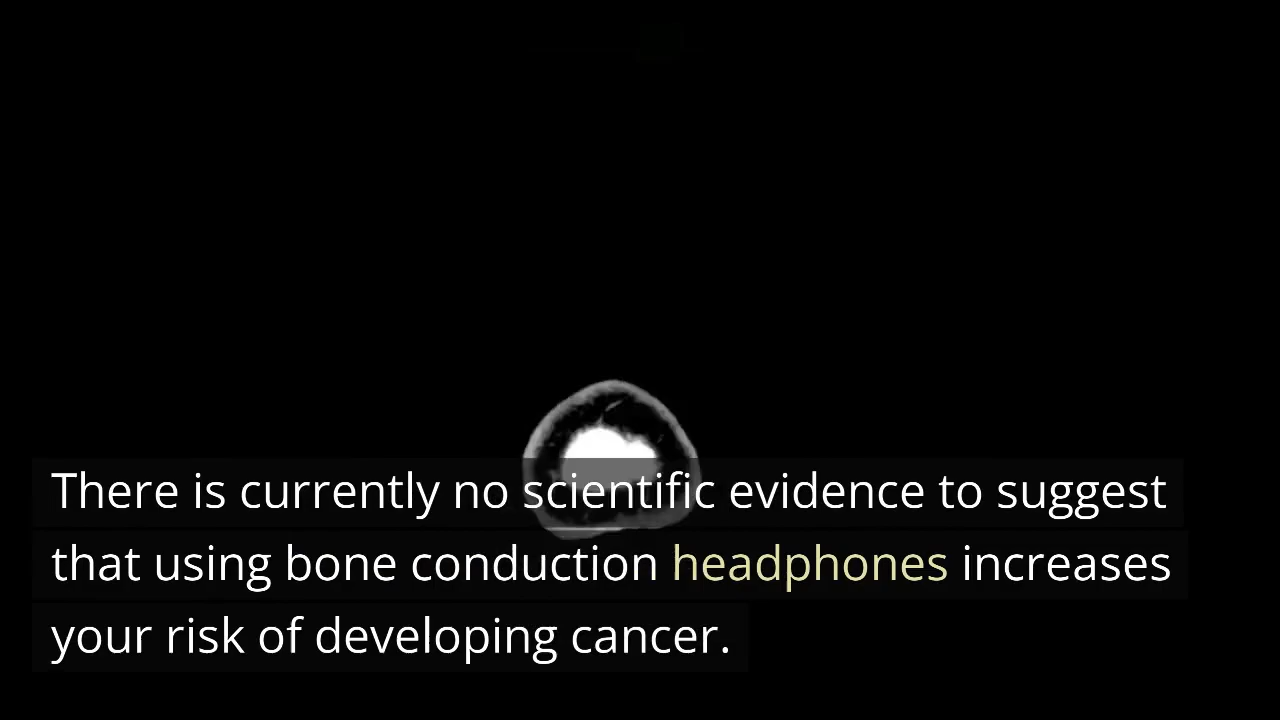 There is currently no scientific evidence to suggest
that using bone conduction headphones increases
your risk of developing cancer.